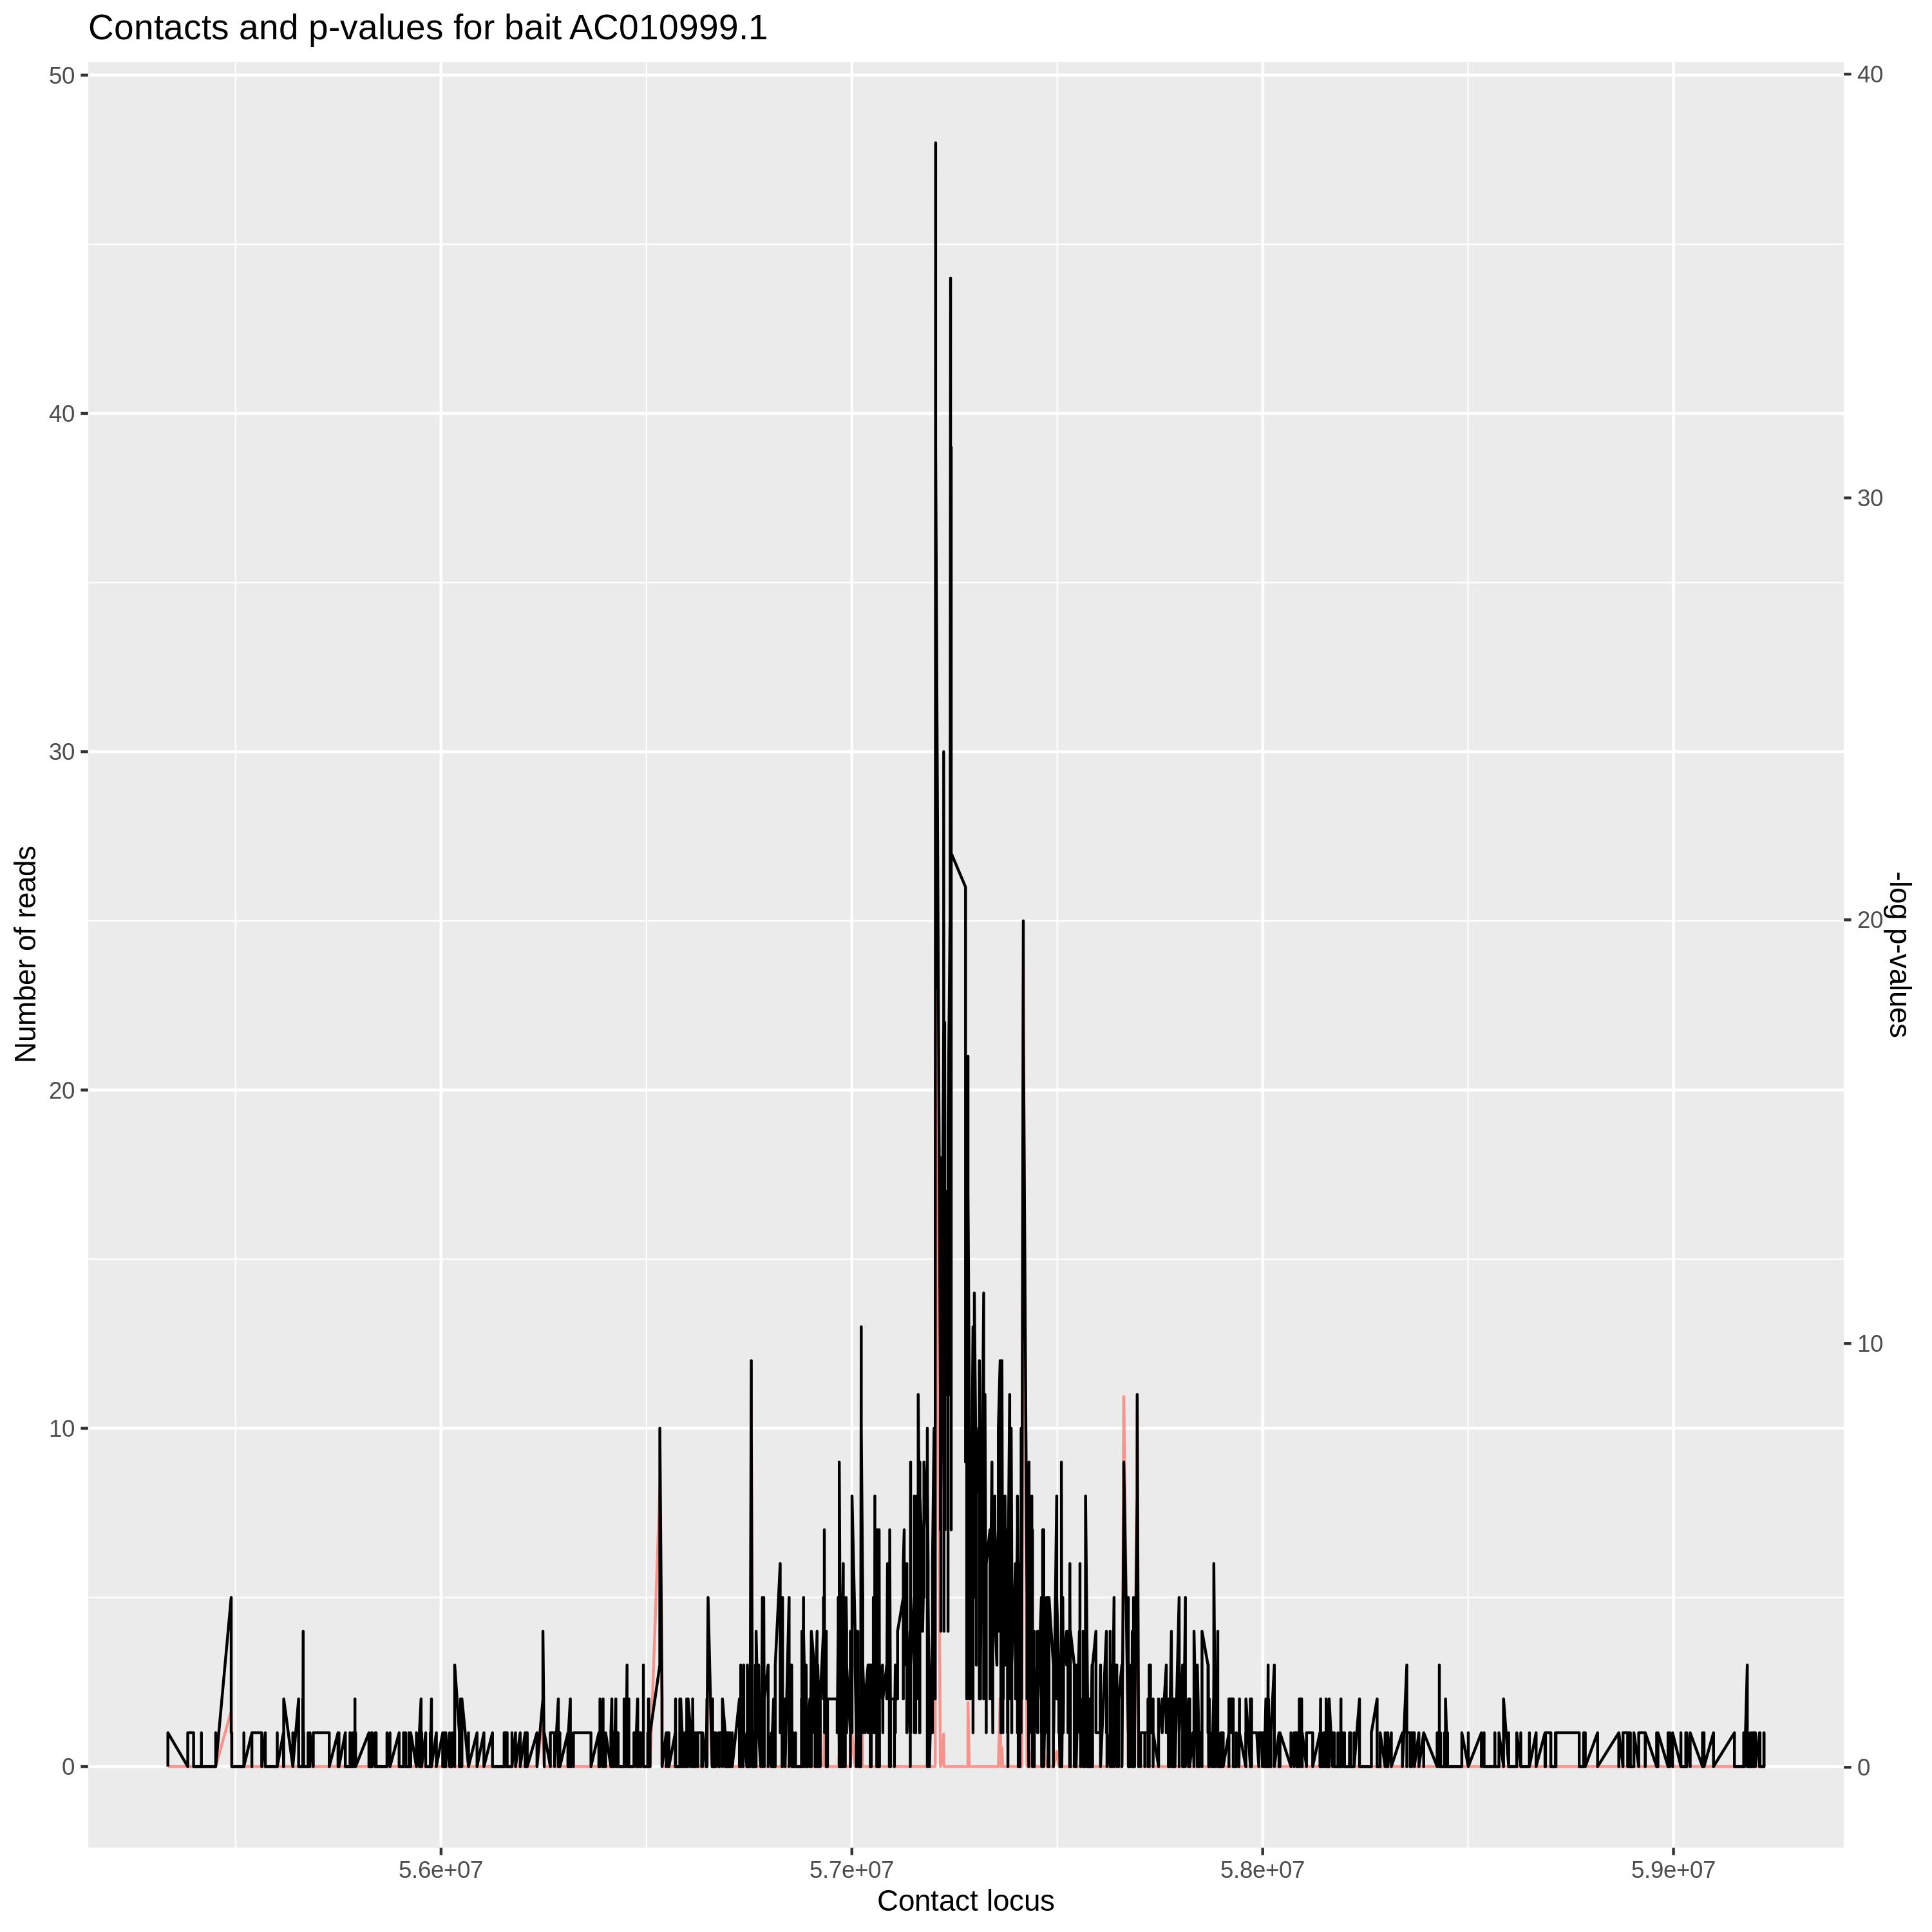 Contacts and p-values for bait AC010999.1
50
40
30
20
10
0
Number of reads
40
30
20
10
0
-log p-values
5.6e+07
5.7e+07
5.8e+07
5.9e+07
Contact locus